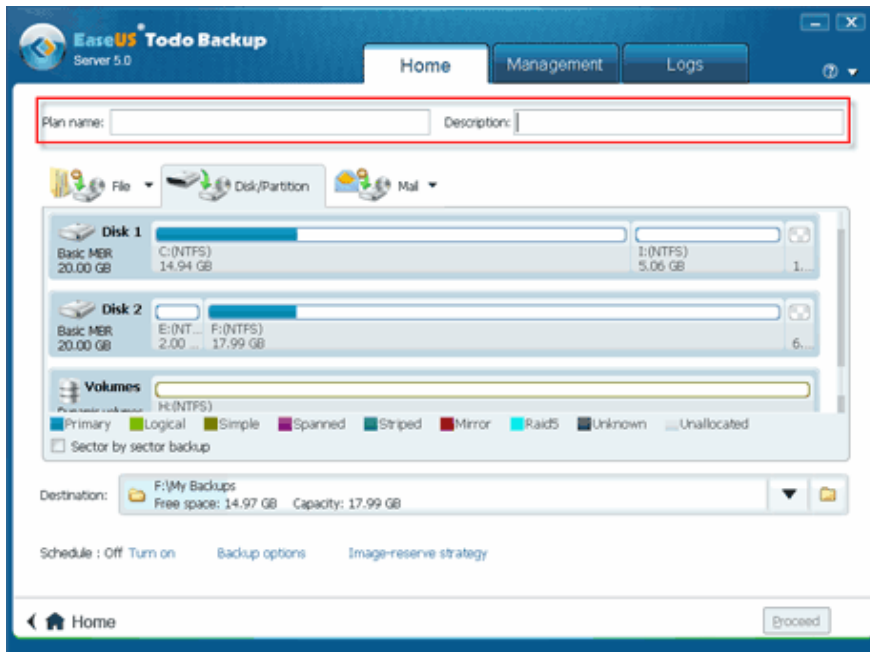 EaseUS Todo Backup
Server 5.0
Home Management Logs
Plan name: Description:
File Disk/Partition Mail
Disk 1
Basic MBR
20.00 GB
C:(NTFS)
14.94 GB
I:(NTFS)
5.06 GB
1...
Disk 2
Basic MBR
20.00 GB
E:(NT...
2.00 ...
F:(NTFS)
17.99 GB
6...
Volumes
H:(NTFS)
Primary Logical Simple Spanned Striped Mirror Raid5 Unknown Unallocated
Sector by sector backup
Destination: F:\My Backups
Free space: 14.97 GB Capacity: 17.99 GB
Schedule : Off Turn on Backup options Image-reserve strategy
Home Proceed